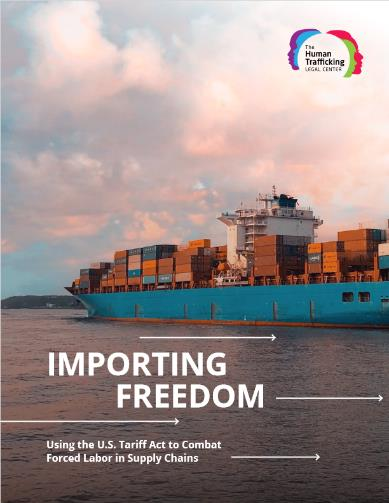 The
Human
Trafficking
LEGAL CENTER
IMPORTING
FREEDOM
Using the U.S. Tariff Act to Combat
Forced Labor in Supply Chains